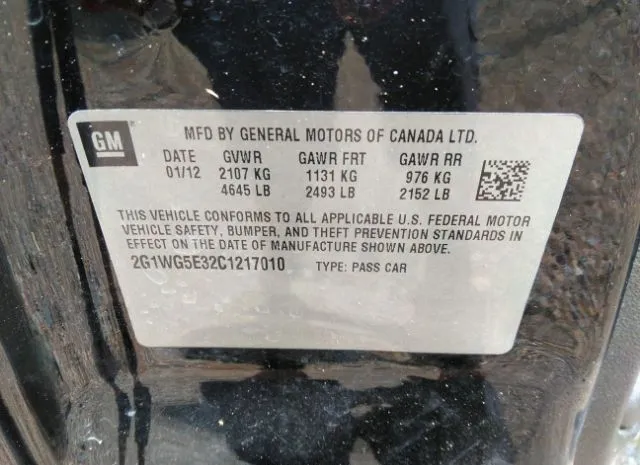 GM
MFD BY GENERAL MOTORS OF CANADA LTD.
DATE GVWR GAWR FRT GAWR RR
01/12 2107 KG 1131 KG 976 KG
4645 LB 2493 LB 2152 LB
THIS VEHICLE CONFORMS TO ALL APPLICABLE U.S. FEDERAL MOTOR
VEHICLE SAFETY, BUMPER, AND THEFT PREVENTION STANDARDS IN
EFFECT ON THE DATE OF MANUFACTURE SHOWN ABOVE.
2G1WG5E32C1217010 TYPE: PASS CAR